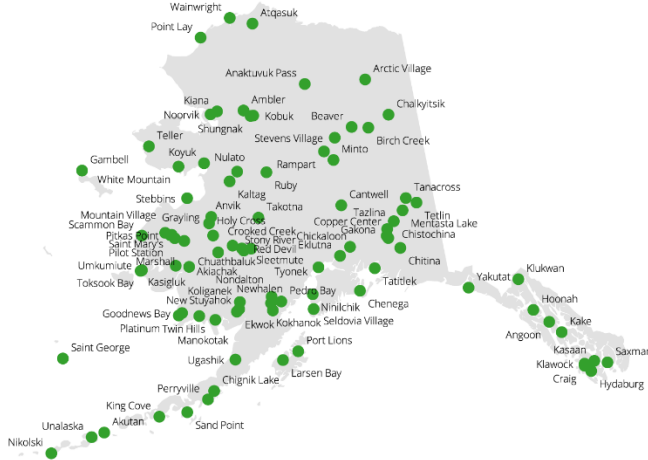 Wainwright
Atqasuk
Point Lay
Anaktuvuk Pass
Arctic Village
Kiana
Ambler
Noorvik
Kobuk
Beaver
Chalkyitsik
Shungnak
Stevens Village
Birch Creek
Teller
Minto
Koyuk
Nulato
Gambell
Rampart
White Mountain
Ruby
Tanacross
Stebbins
Kaltag
Cantwell
Anvik
Takotna
Tazlina
Tetlin
Mountain Village
Grayling
Holy Cross
Copper Center
Mentasta Lake
Scammon Bay
Crooked Creek
Gakona
Pitkas Point
Stony River
Chickaloon
Chistochina
Saint Mary's
Red Devil
Eklutna
Pilot Station
Sleetmute
Chitina
Umkumiute
Marshall
Chuathbaluk
Akiachak
Tyonek
Klukwan
Toksook Bay
Kasigluk
Nondalton
Tatitlek
Yakutat
Koliganek
Newhalen
Pedro Bay
New Stuyahok
Chenega
Hoonah
Goodnews Bay
Ninilchik
Kake
Platinum
Twin Hills
Ekwok
Kokhanok
Seldovia Village
Angoon
Manokotak
Port Lions
Kasaan
Saxman
Saint George
Ugashik
Klawock
Larsen Bay
Craig
Hydaburg
Perryville
Chignik Lake
King Cove
Unalaska
Akutan
Sand Point
Nikolski